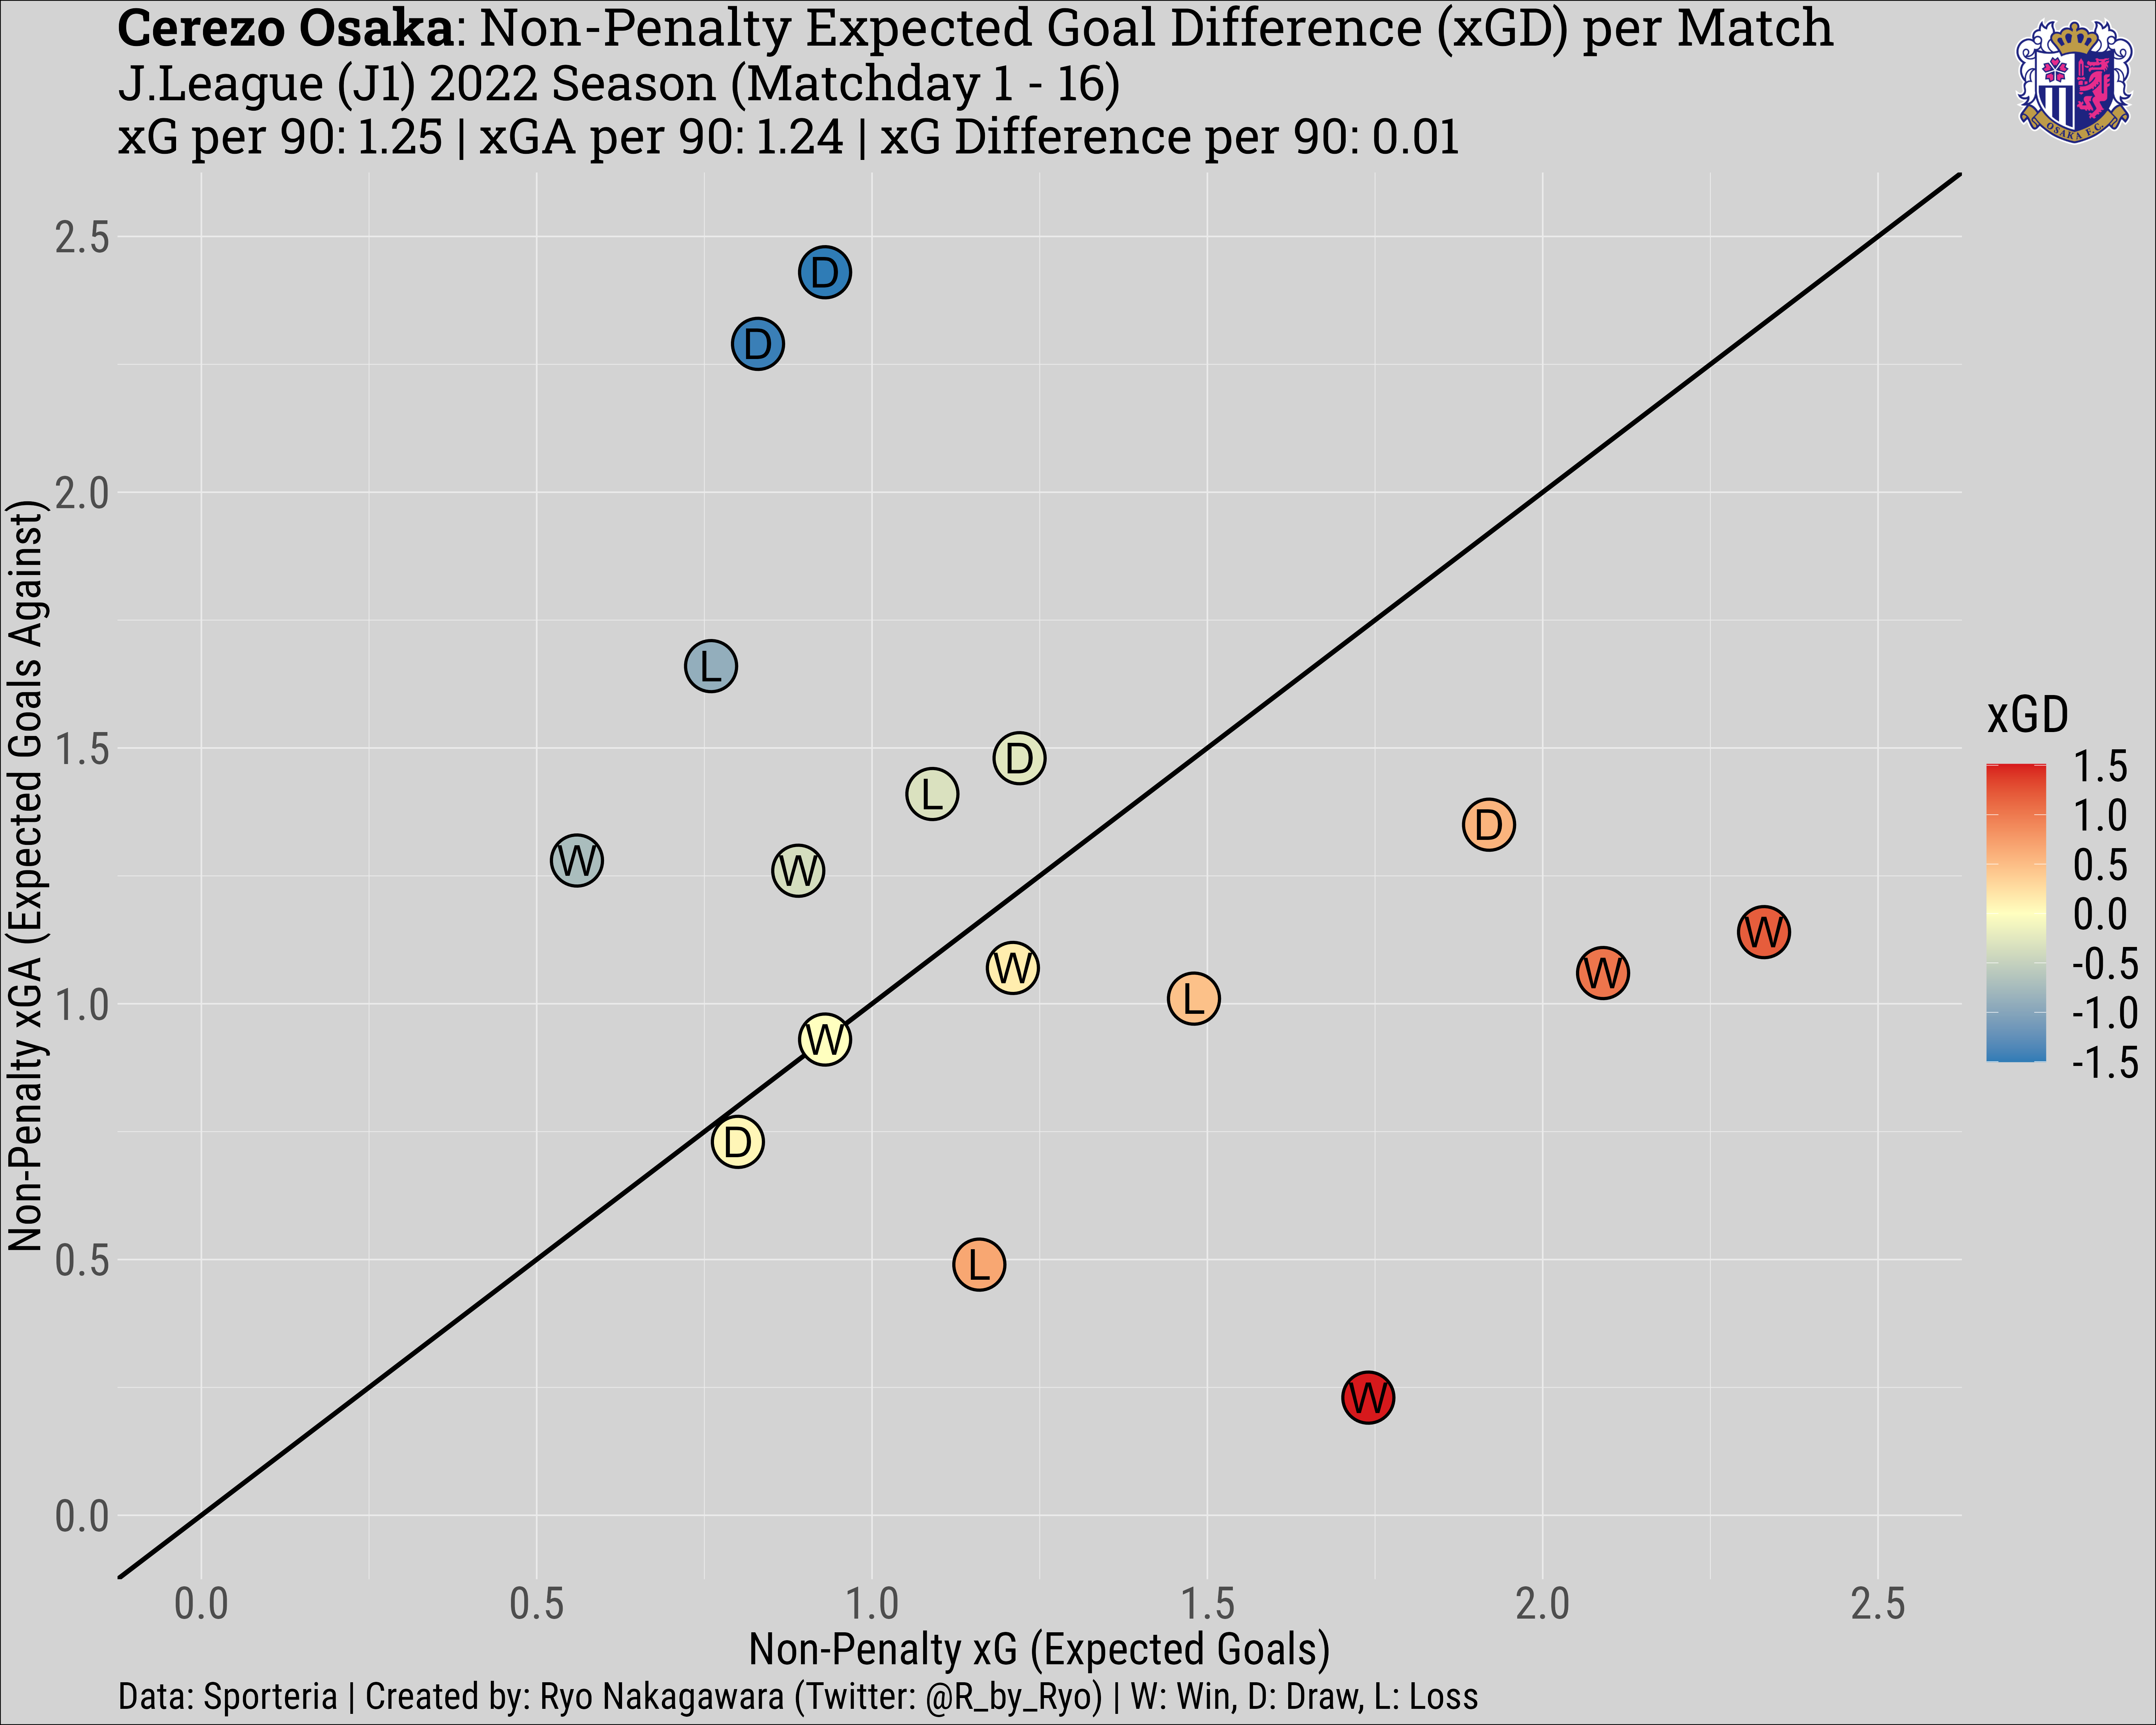 Cerezo Osaka: Non-Penalty Expected Goal Difference (xGD) per Match
J.League (J1) 2022 Season (Matchday 1 - 16)
xG per 90: 1.25 | xGA per 90: 1.24 | xG Difference per 90: 0.01
OSAKA F.C.
Non-Penalty xGA (Expected Goals Against)
2.5
2.0
1.5
1.0
0.5
0.0
D
D
L
D
L
D
W
W
W
W
W
L
W
D
L
W
xGD
1.5
1.0
0.5
0.0
-0.5
-1.0
-1.5
0.0
0.5
1.0
1.5
2.0
2.5
Non-Penalty xG (Expected Goals)
Data: Sporteria | Created by: Ryo Nakagawara (Twitter: @R_by_Ryo) | W: Win, D: Draw, L: Loss